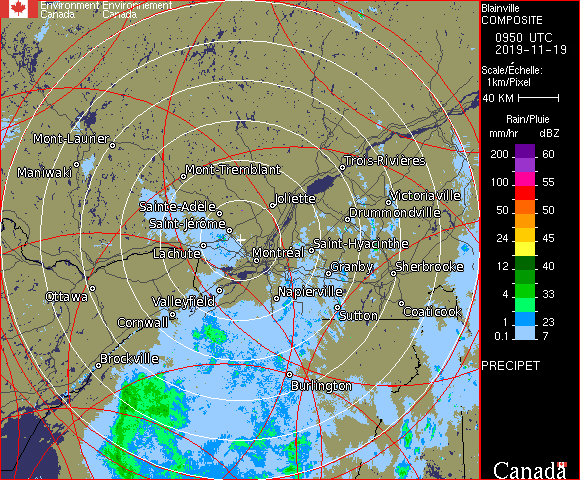 Environment Environnement
Canada Canada
Blainville
COMPOSITE
0950 UTC
2019-11-19
Scale/Échelle:
1km/Pixel
40 KM
Rain/Pluie
mm/hr dBZ
200 60
100 55
50 50
24 45
12 40
4 33
1 23
0.1 7
PRECIPET
Canada
Mont-Laurier
Maniwaki
Mont-Tremblant
Trois-Rivières
Sainte-Adele
Joliette
Victoriaville
Drummondville
Saint-Jérôme
Saint-Hyacinthe
Lachute
Montréal
Granby
Sherbrooke
Ottawa
Valleyfield
Napierville
Cornwall
Sutton
Coaticook
Brockville
Burlington